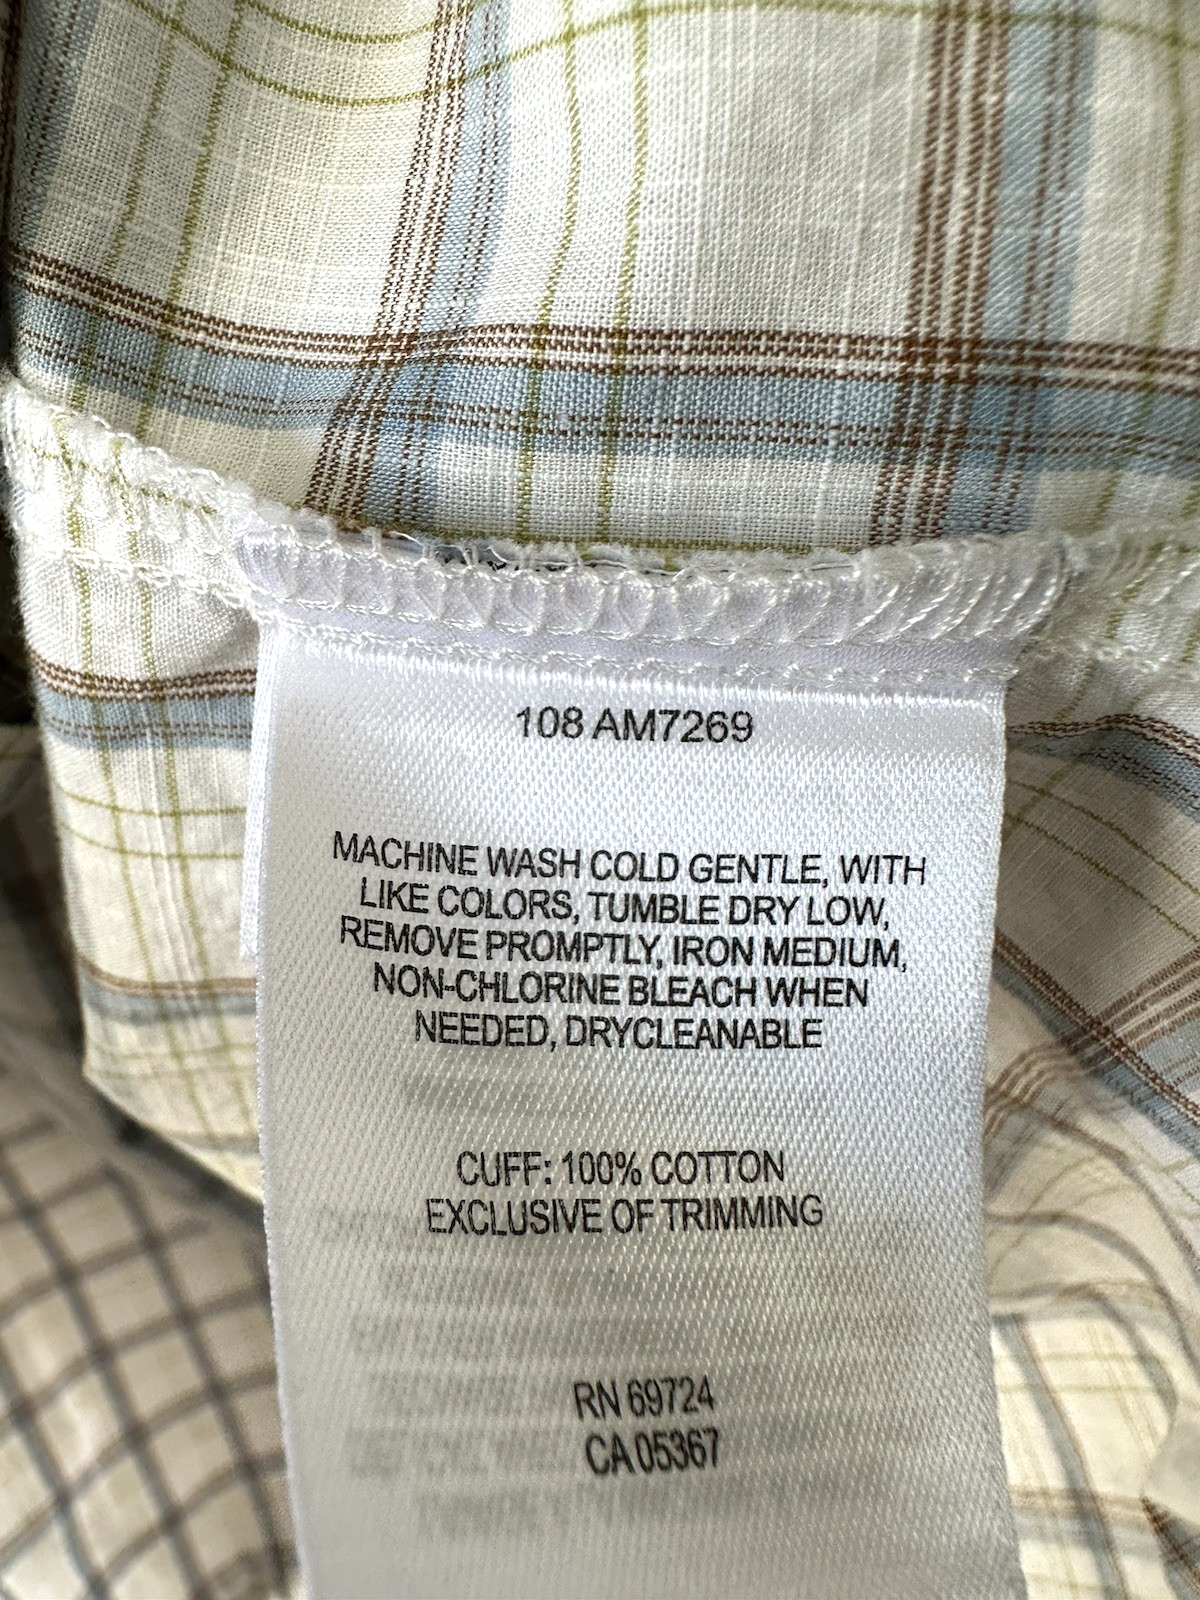 108 AM7269
MACHINE WASH COLD GENTLE, WITH
LIKE COLORS, TUMBLE DRY LOW,
REMOVE PROMPTLY, IRON MEDIUM,
NON-CHLORINE BLEACH WHEN
NEEDED, DRYCLEANABLE
CUFF: 100% COTTON
EXCLUSIVE OF TRIMMING
RN 69724
CA 05367